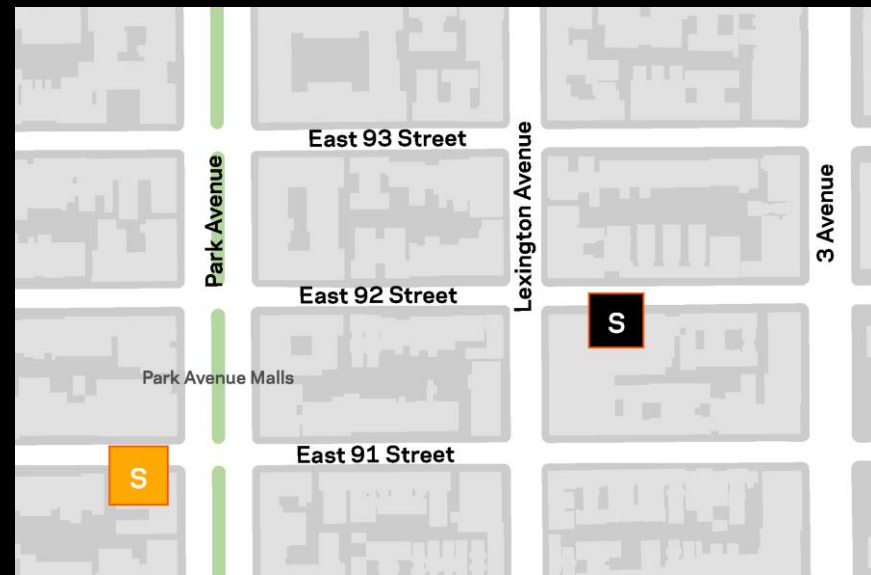 East 93 Street
Park Avenue
Lexington Avenue
3 Avenue
East 92 Street
S
Park Avenue Malls
East 91 Street
S